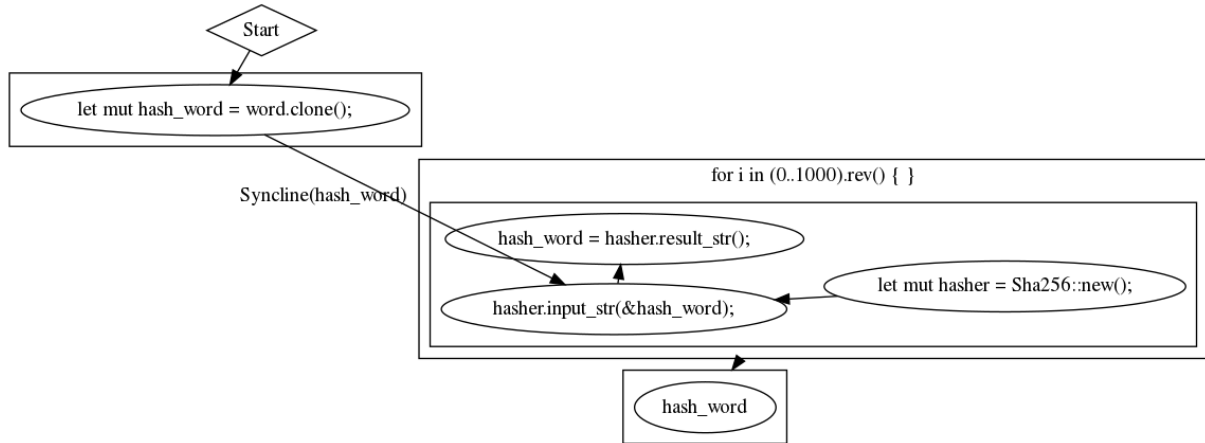 Start
let mut hash_word = word.clone();
Syncline(hash_word)
for i in (0..1000).rev() { }
hash_word = hasher.result_str();
let mut hasher = Sha256::new();
hasher.input_str(&hash_word);
hash_word